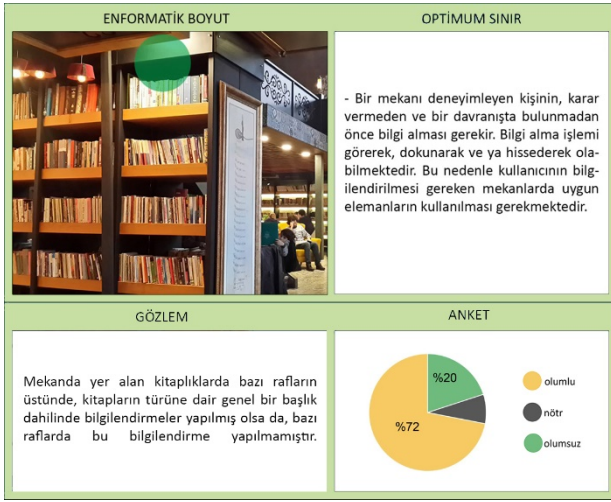 ENFORMATİK BOYUT
OPTİMUM SINIR
- Bir mekanı deneyimleyen kişinin, karar
vermeden ve bir davranışta bulunmadan
önce bilgi alması gerekir. Bilgi alma işlemi
görerek, dokunarak ve ya hissederek ola-
bilmektedir. Bu nedenle kullanıcının bilg-
ilendirilmesi gereken mekanlarda uygun
elemanların kullanılması gerekmektedir.
GÖZLEM
Mekanda yer alan kitaplıklarda bazı rafların
üstünde, kitapların türüne dair genel bir başlık
dahilinde bilgilendirmeler yapılmış olsa da, bazı
raflarda bu bilgilendirme yapılmamıştır.
ANKET
%20
%72
olumlu
nötr
olumsuz